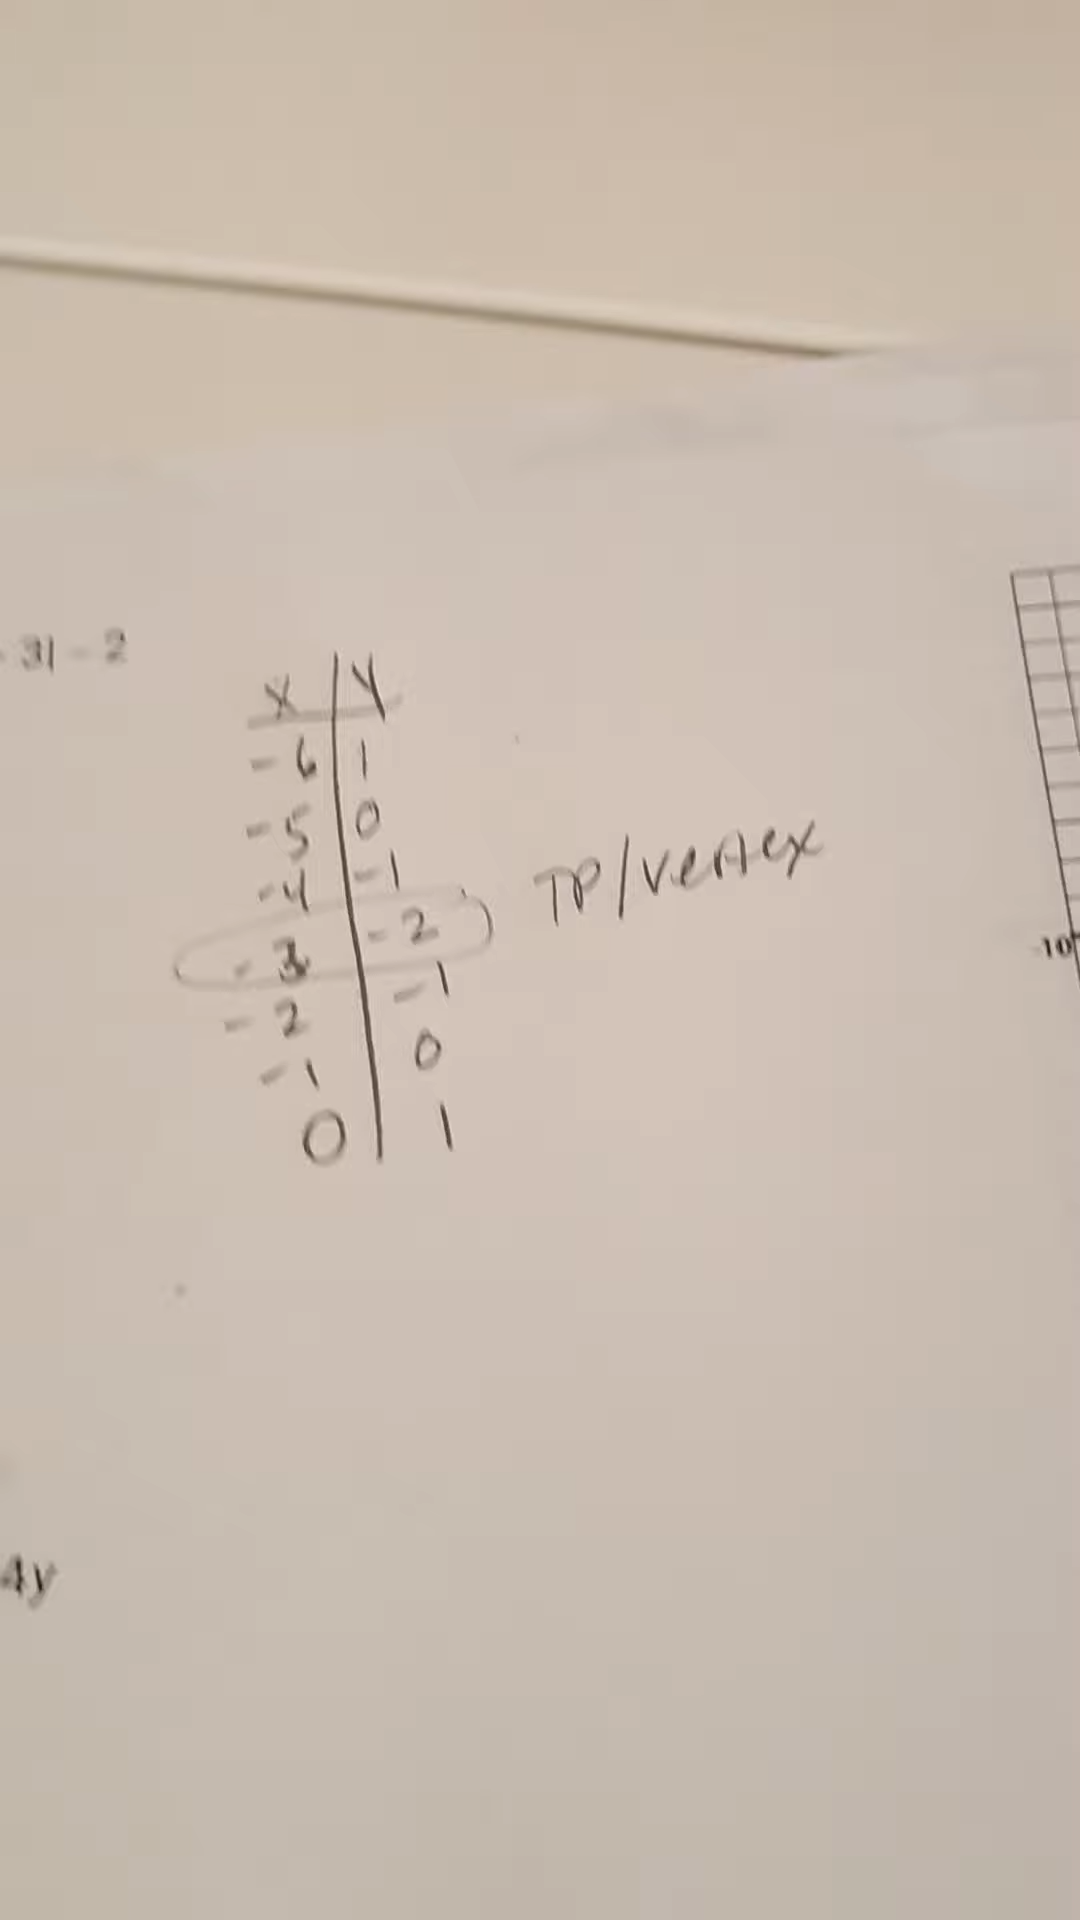 3| - 2
X | Y
-6 | 1
-5 | 0
-4 | -1
-3 | -2 TP/vertex
-2 | -1
-1 | 0
0 | 1
-10
4y